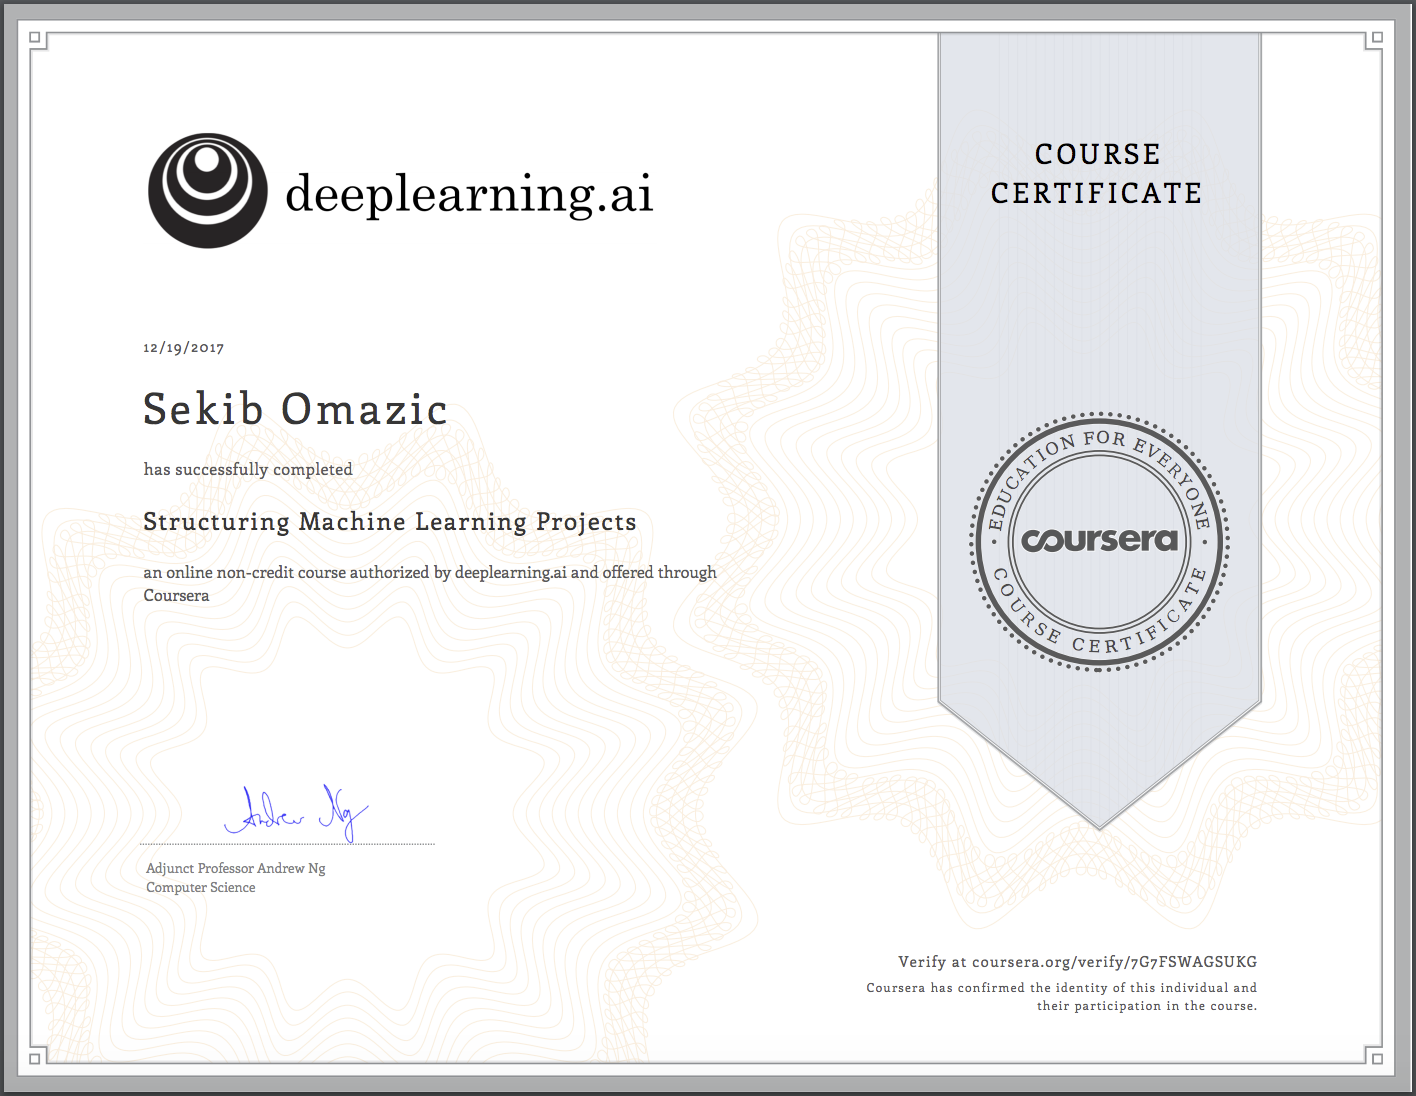 deeplearning.ai
COURSE
CERTIFICATE
12/19/2017
Sekib Omazic
has successfully completed
Structuring Machine Learning Projects
an online non-credit course authorized by deeplearning.ai and offered through
Coursera
EDUCATION FOR EVERYONE
coursera
COURSE CERTIFICATE
Andrew Ng
Adjunct Professor Andrew Ng
Computer Science
Verify at coursera.org/verify/7G7FSWAGSUKG
Coursera has confirmed the identity of this individual and
their participation in the course.